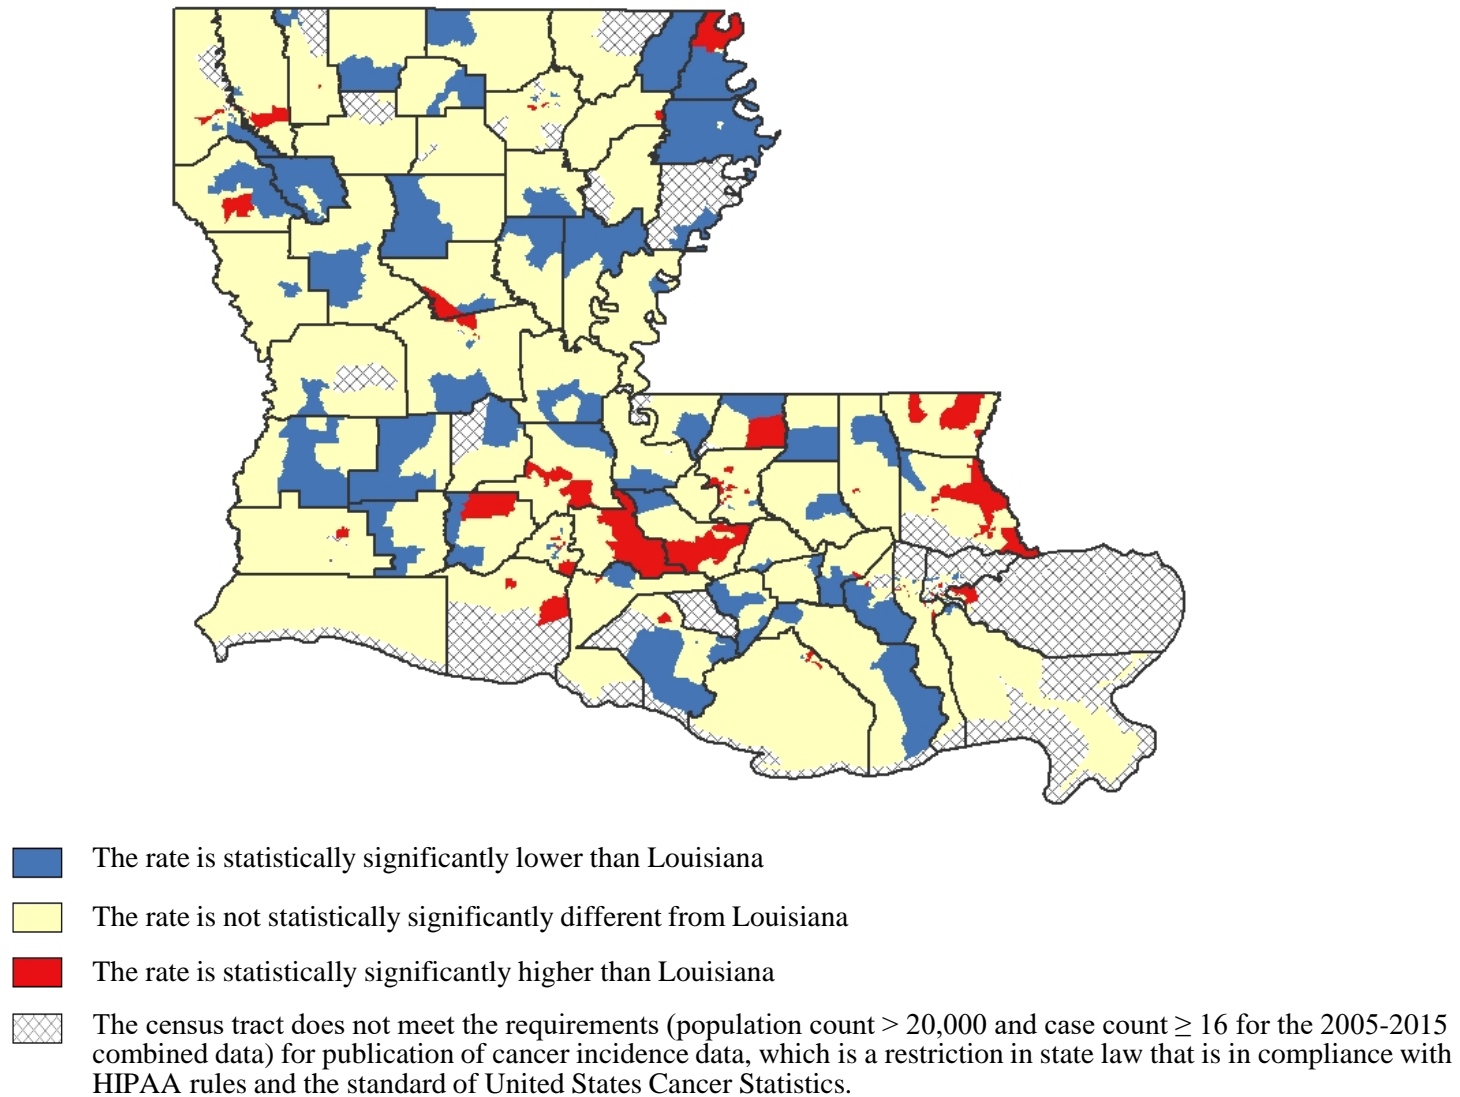 The rate is statistically significantly lower than Louisiana
The rate is not statistically significantly different from Louisiana
The rate is statistically significantly higher than Louisiana
The census tract does not meet the requirements (population count > 20,000 and case count ≥ 16 for the 2005-2015
combined data) for publication of cancer incidence data, which is a restriction in state law that is in compliance with
HIPAA rules and the standard of United States Cancer Statistics.